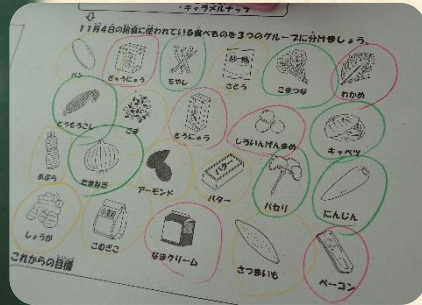 ・キャラメルナッツ
11月4日の給食に使われている食べものを3つのグループに分けましょう。
パン ぎゅうにゅう もやし さとう こまつな わかめ
とうもろこし ごま とうにゅう しろいんげんまめ キャベツ
あぶら たまねぎ アーモンド バター パセリ にんじん
しょうが こむぎこ なまクリーム さつまいも ベーコン
これからの目標